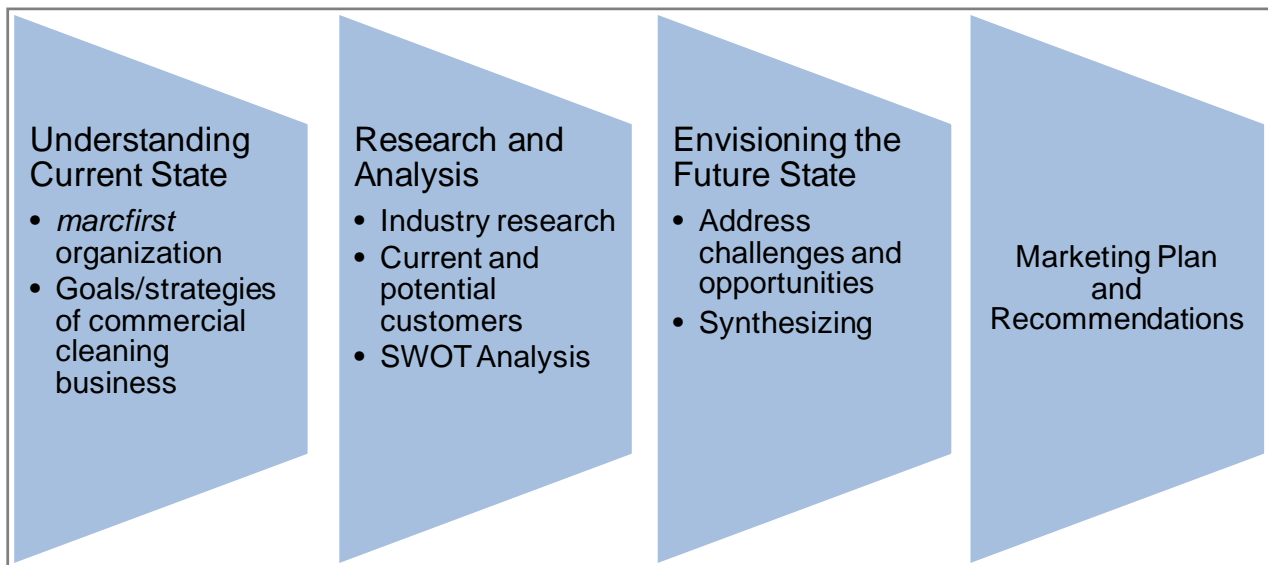 Understanding
Current State
• marcfirst
organization
• Goals/strategies
of commercial
cleaning
business
Research and
Analysis
• Industry research
• Current and
potential
customers
• SWOT Analysis
Envisioning the
Future State
• Address
challenges and
opportunities
• Synthesizing
Marketing Plan
and
Recommendations